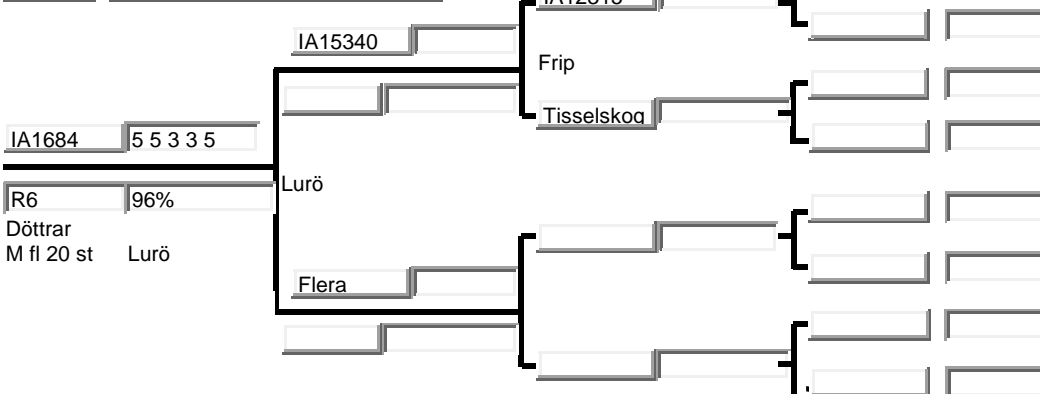 IA15340
Frip
Tisselskog
IA1684 5 5 3 3 5
Lurö
R6 96%
Döttrar
M fl 20 st Lurö
Flera